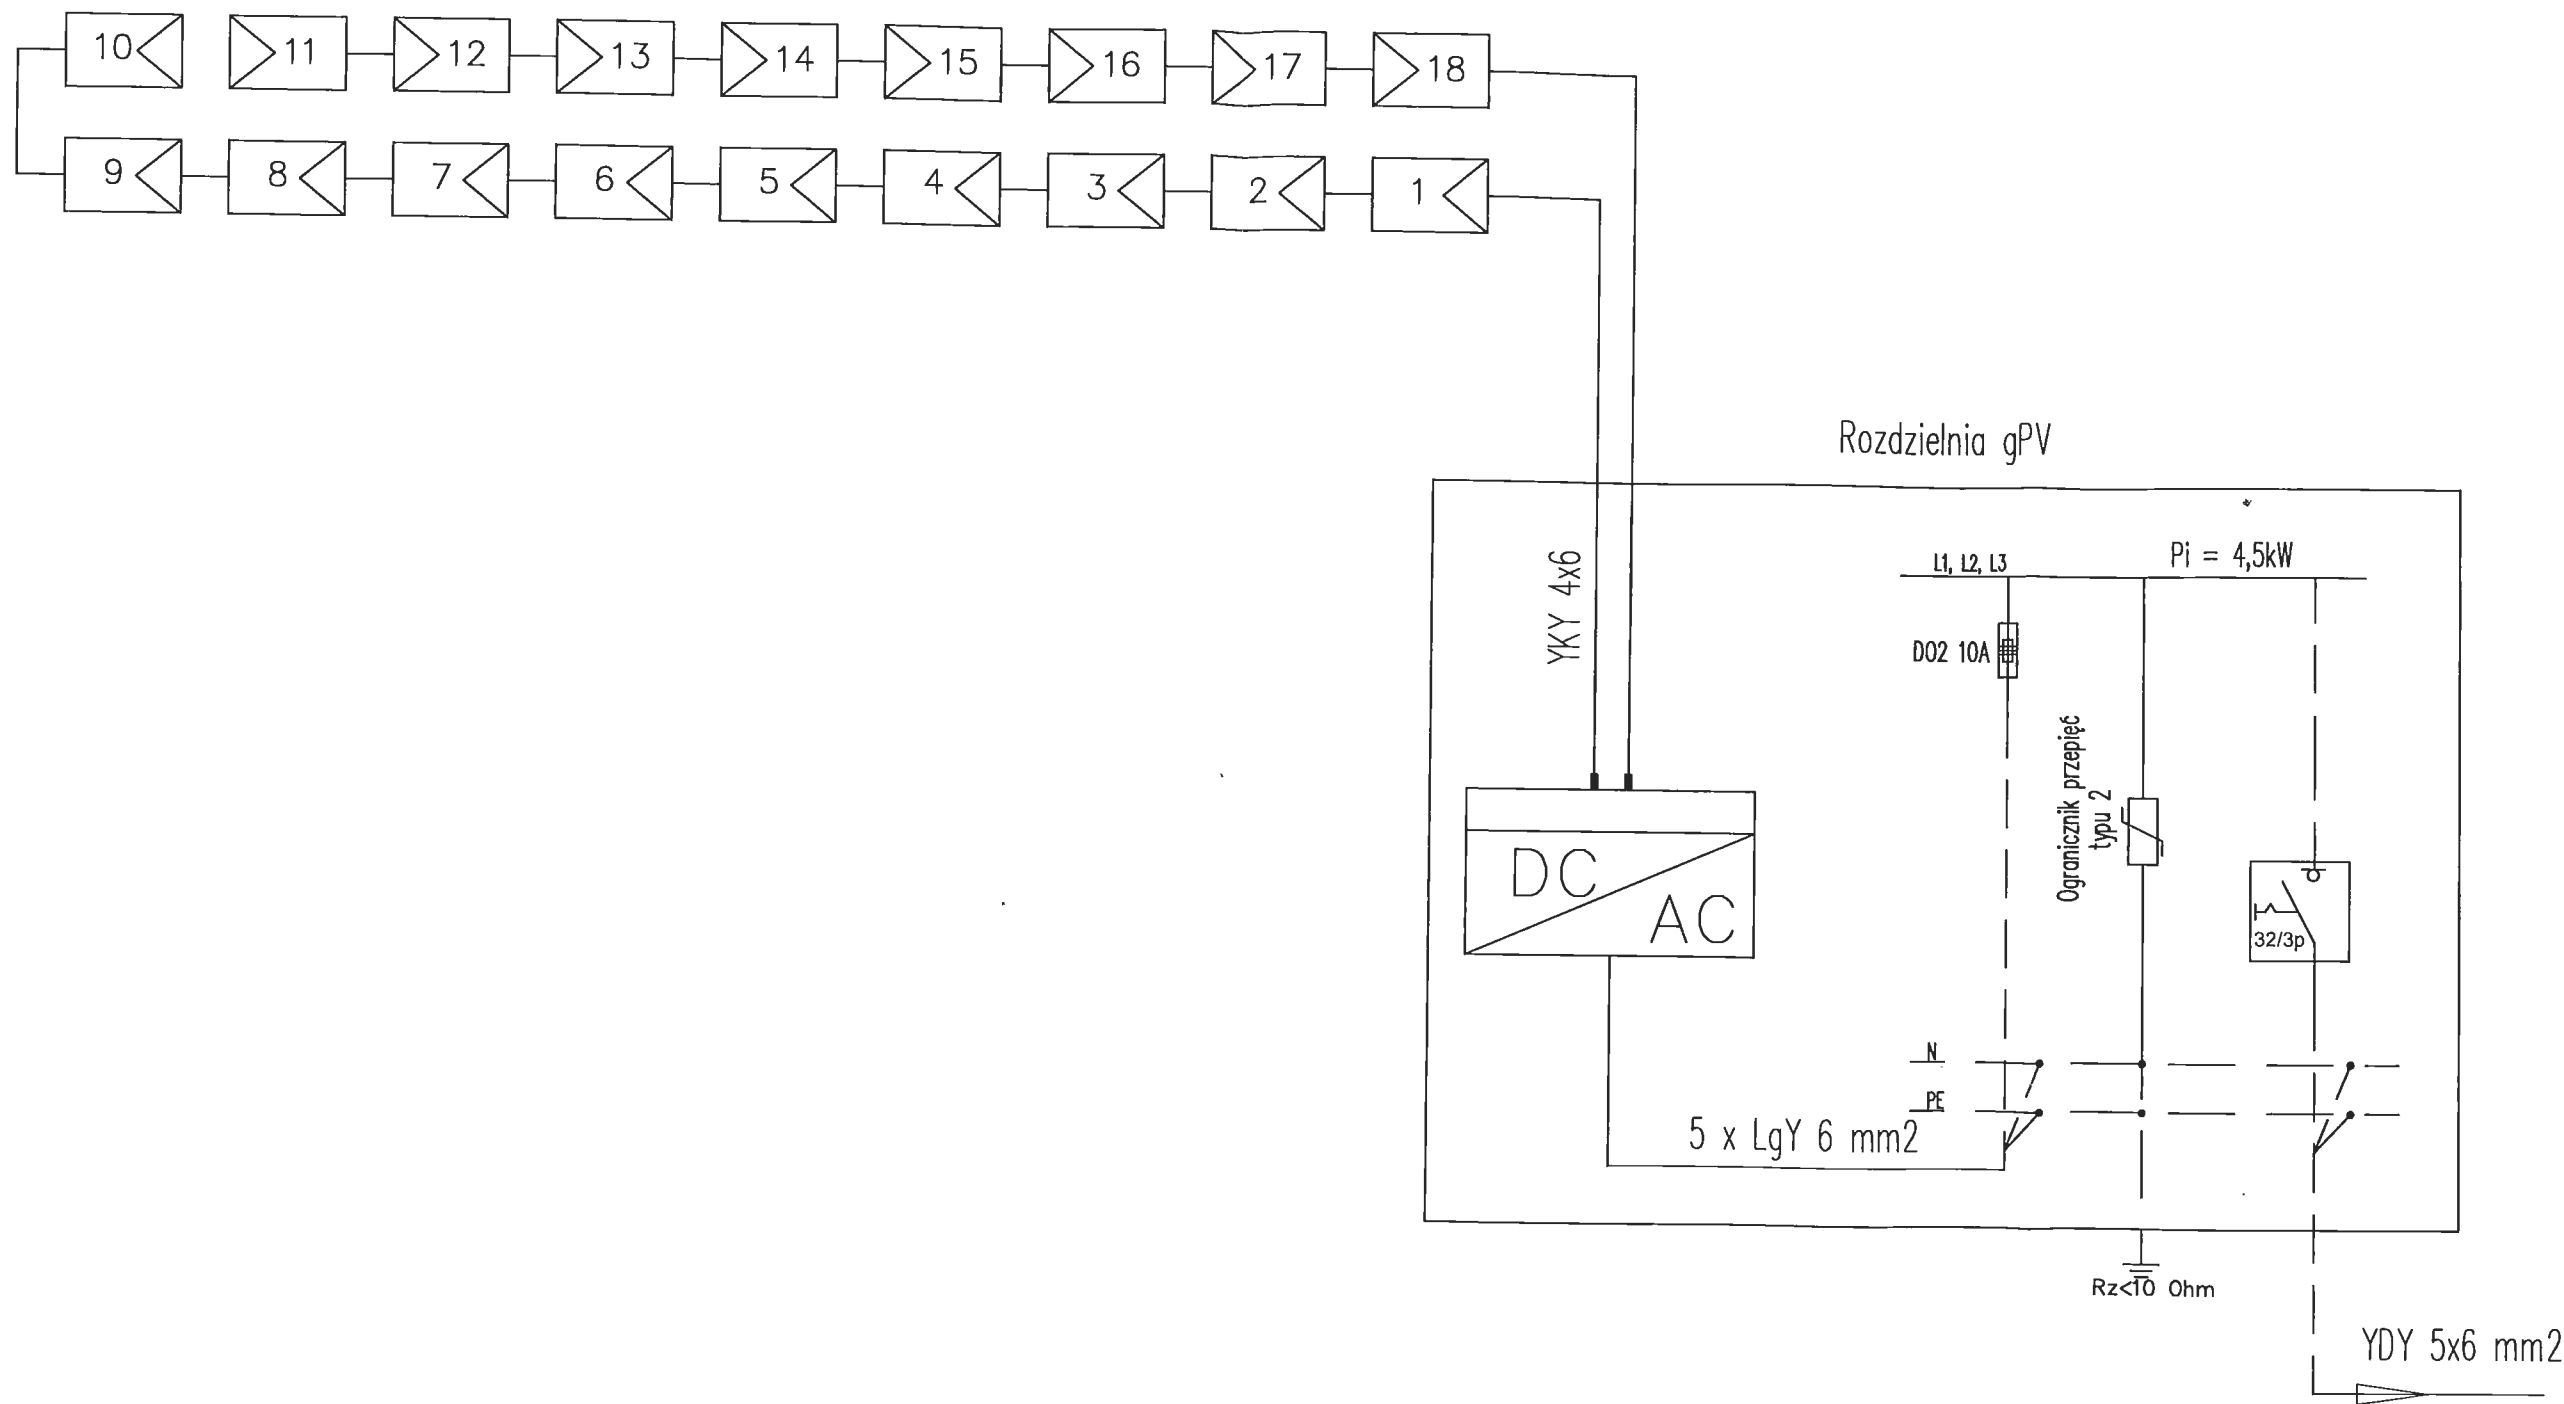 10 11 12 13 14 15 16 17 18
9 8 7 6 5 4 3 2 1
Rozdzielnia gPV
YKY 4x6
L1, L2, L3
Pi = 4,5kW
D02 10A
Ogranicznik przepięć
typu 2
DC
AC
32/3p
N
PE
5 x LgY 6 mm2
Rz<10 Ohm
YDY 5x6 mm2